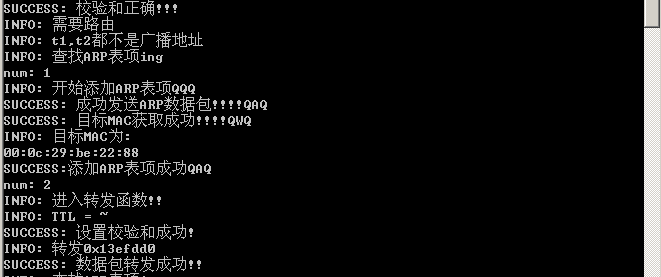 SUCCESS: 校验和正确!!!
INFO: 需要路由
INFO: t1,t2都不是广播地址
INFO: 查找ARP表项ing
num: 1
INFO: 开始添加ARP表项QQQ
SUCCESS: 成功发送ARP数据包!!!!QAQ
SUCCESS: 目标MAC获取成功!!!!QWQ
INFO: 目标MAC为:
00:0c:29:be:22:88
SUCCESS:添加ARP表项成功QAQ
num: 2
INFO: 进入转发函数!!
INFO: TTL = ~
SUCCESS: 设置校验和成功!
INFO: 转发0x13efdd0
SUCCESS: 数据包转发成功!!